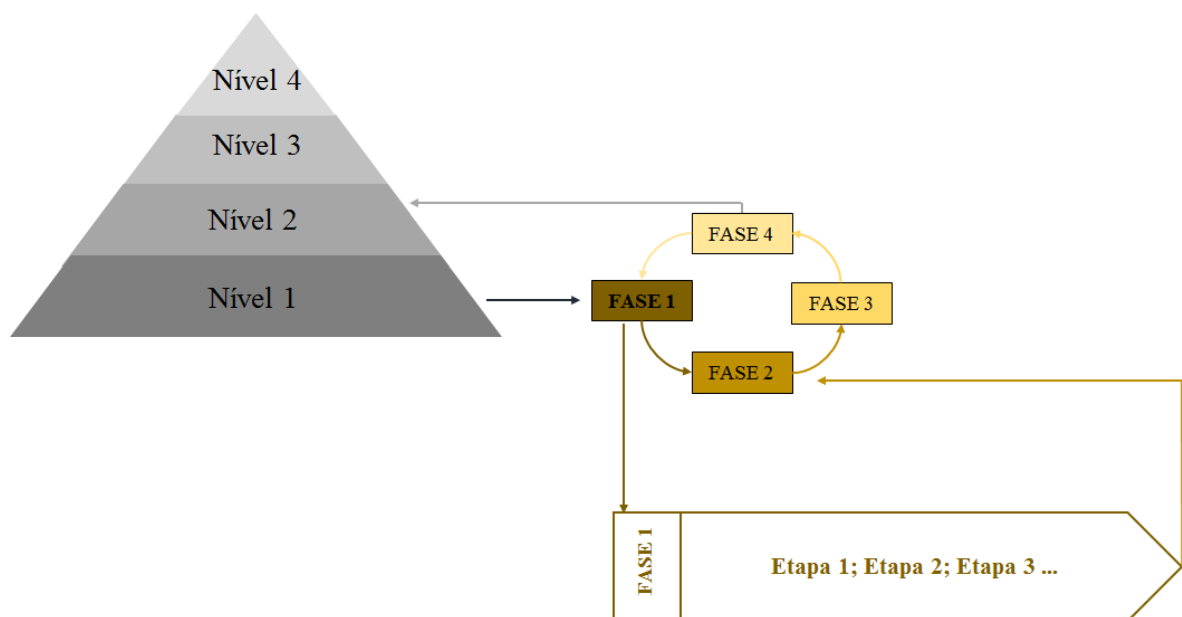 Nível 4
Nível 3
Nível 2
Nível 1
FASE 4
FASE 1
FASE 3
FASE 2
FASE 1
Etapa 1; Etapa 2; Etapa 3 ...